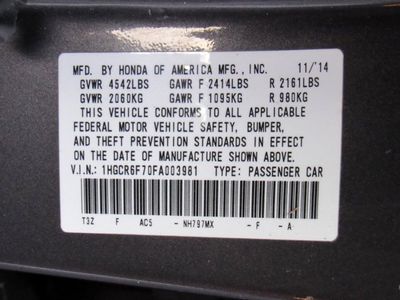 MFD. BY HONDA OF AMERICA MFG., INC. 11/'14
GVWR 4542LBS GAWR F 2414LBS R 2161LBS
GVWR 2060KG GAWR F 1095KG R 980KG
THIS VEHICLE CONFORMS TO ALL APPLICABLE
FEDERAL MOTOR VEHICLE SAFETY, BUMPER,
AND THEFT PREVENTION STANDARDS IN EFFECT
ON THE DATE OF MANUFACTURE SHOWN ABOVE.
V.I.N.: 1HGCR6F70FA003981 TYPE: PASSENGER CAR
T3Z F AC5 - NH797MX - F - A